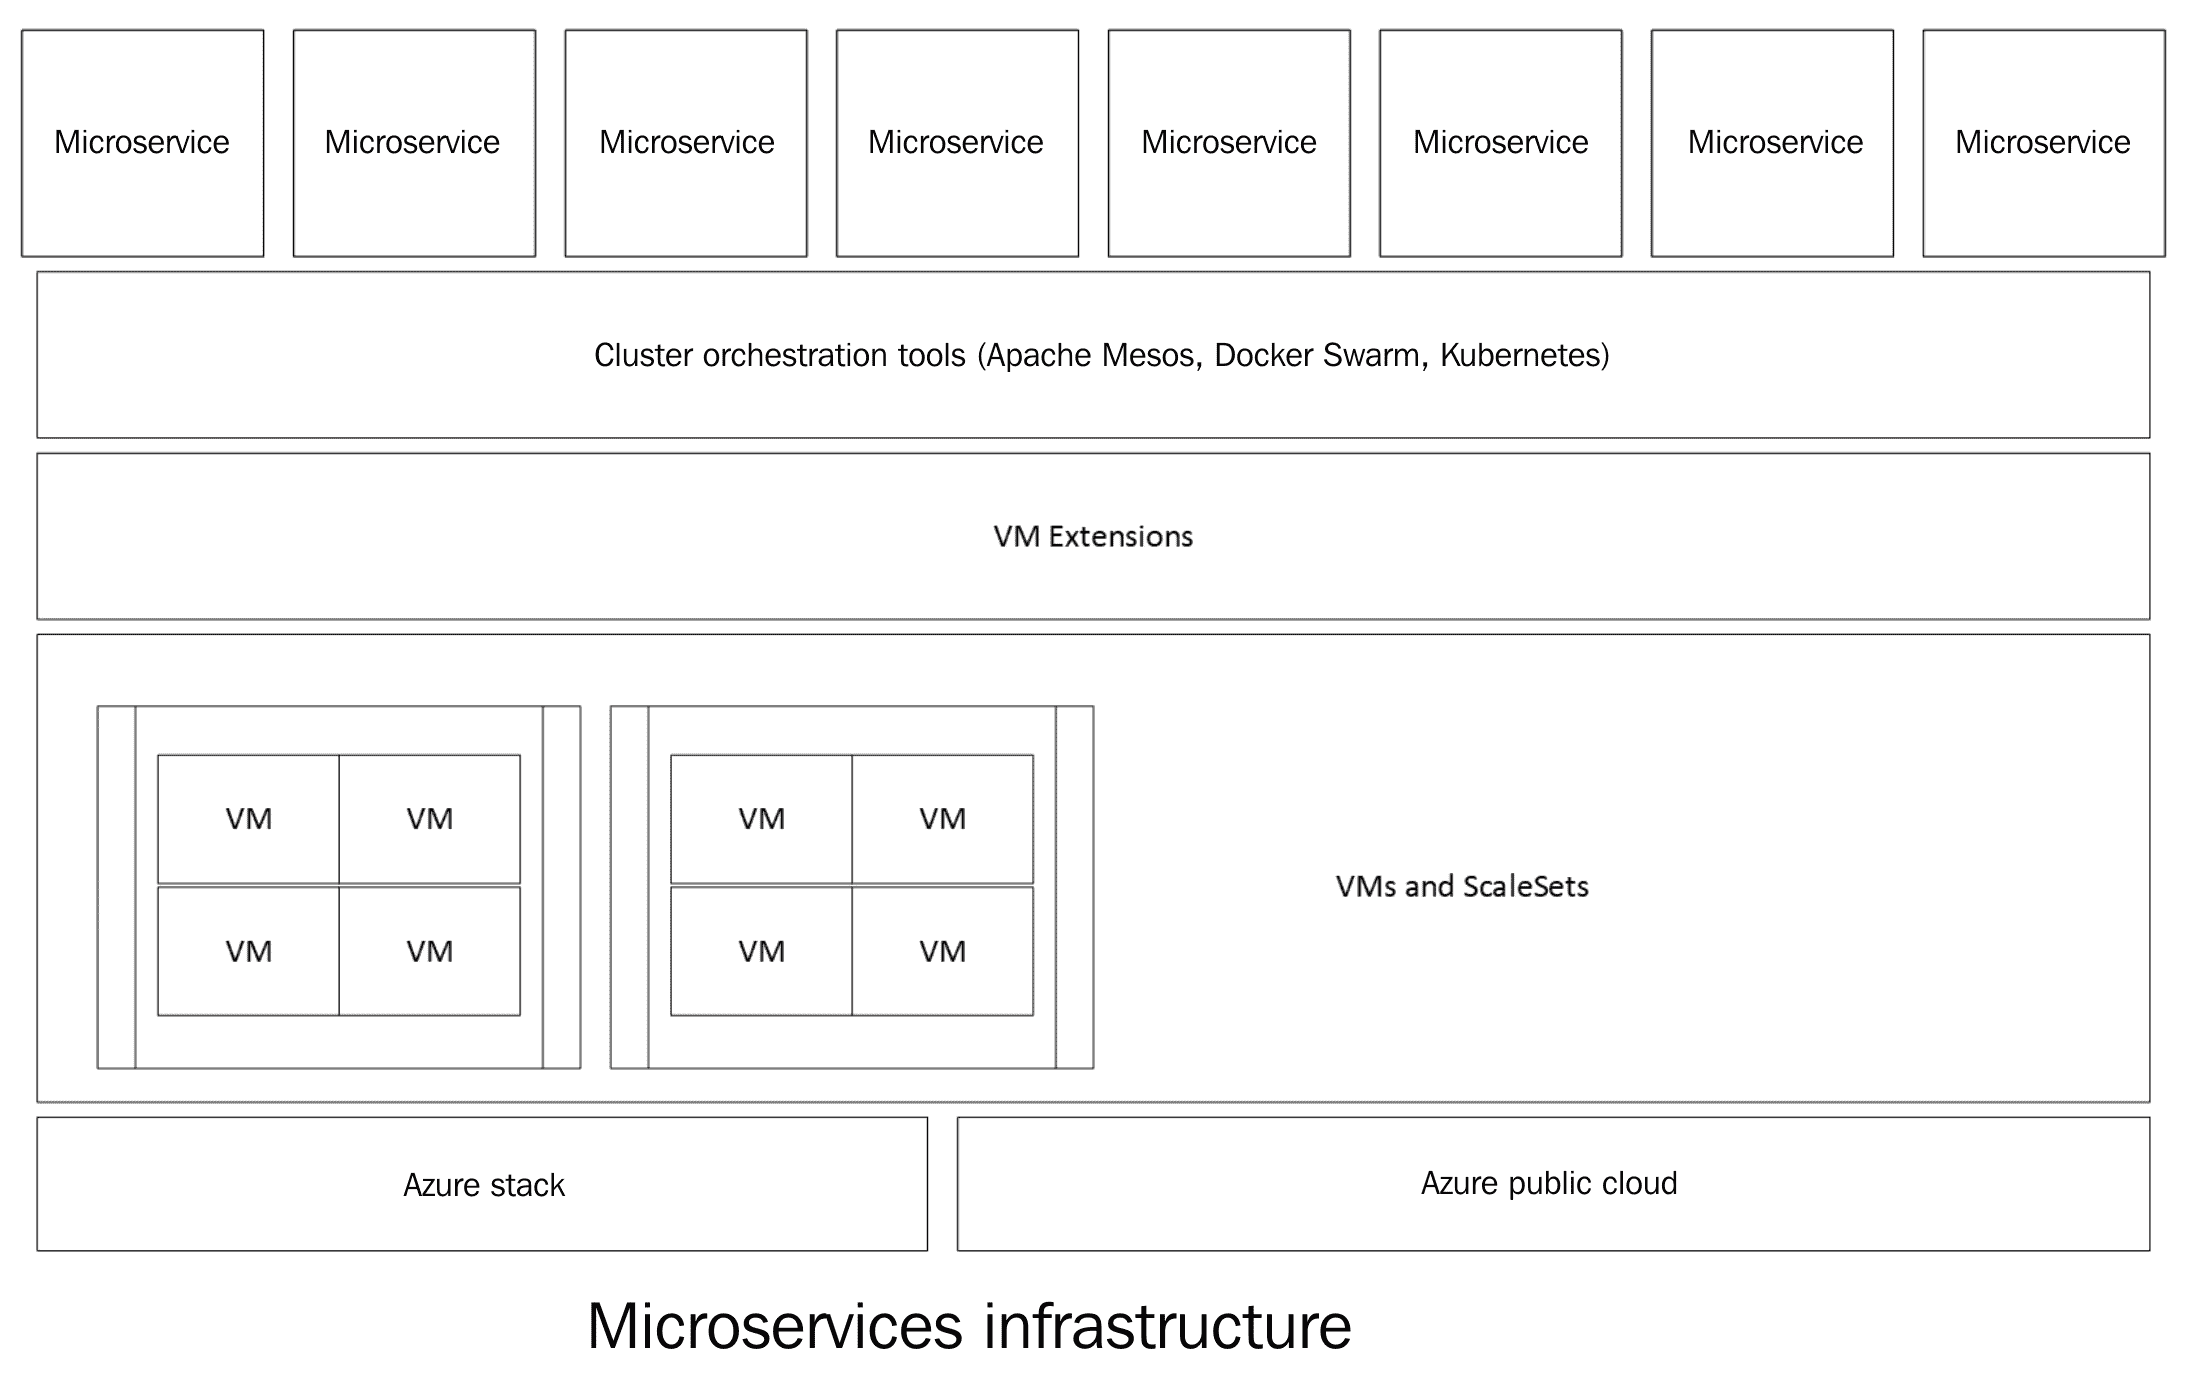 Microservice Microservice Microservice Microservice Microservice Microservice Microservice Microservice
Cluster orchestration tools (Apache Mesos, Docker Swarm, Kubernetes)
VM Extensions
VM VM VM VM
VMs and ScaleSets
VM VM VM VM
Azure stack
Azure public cloud
Microservices infrastructure